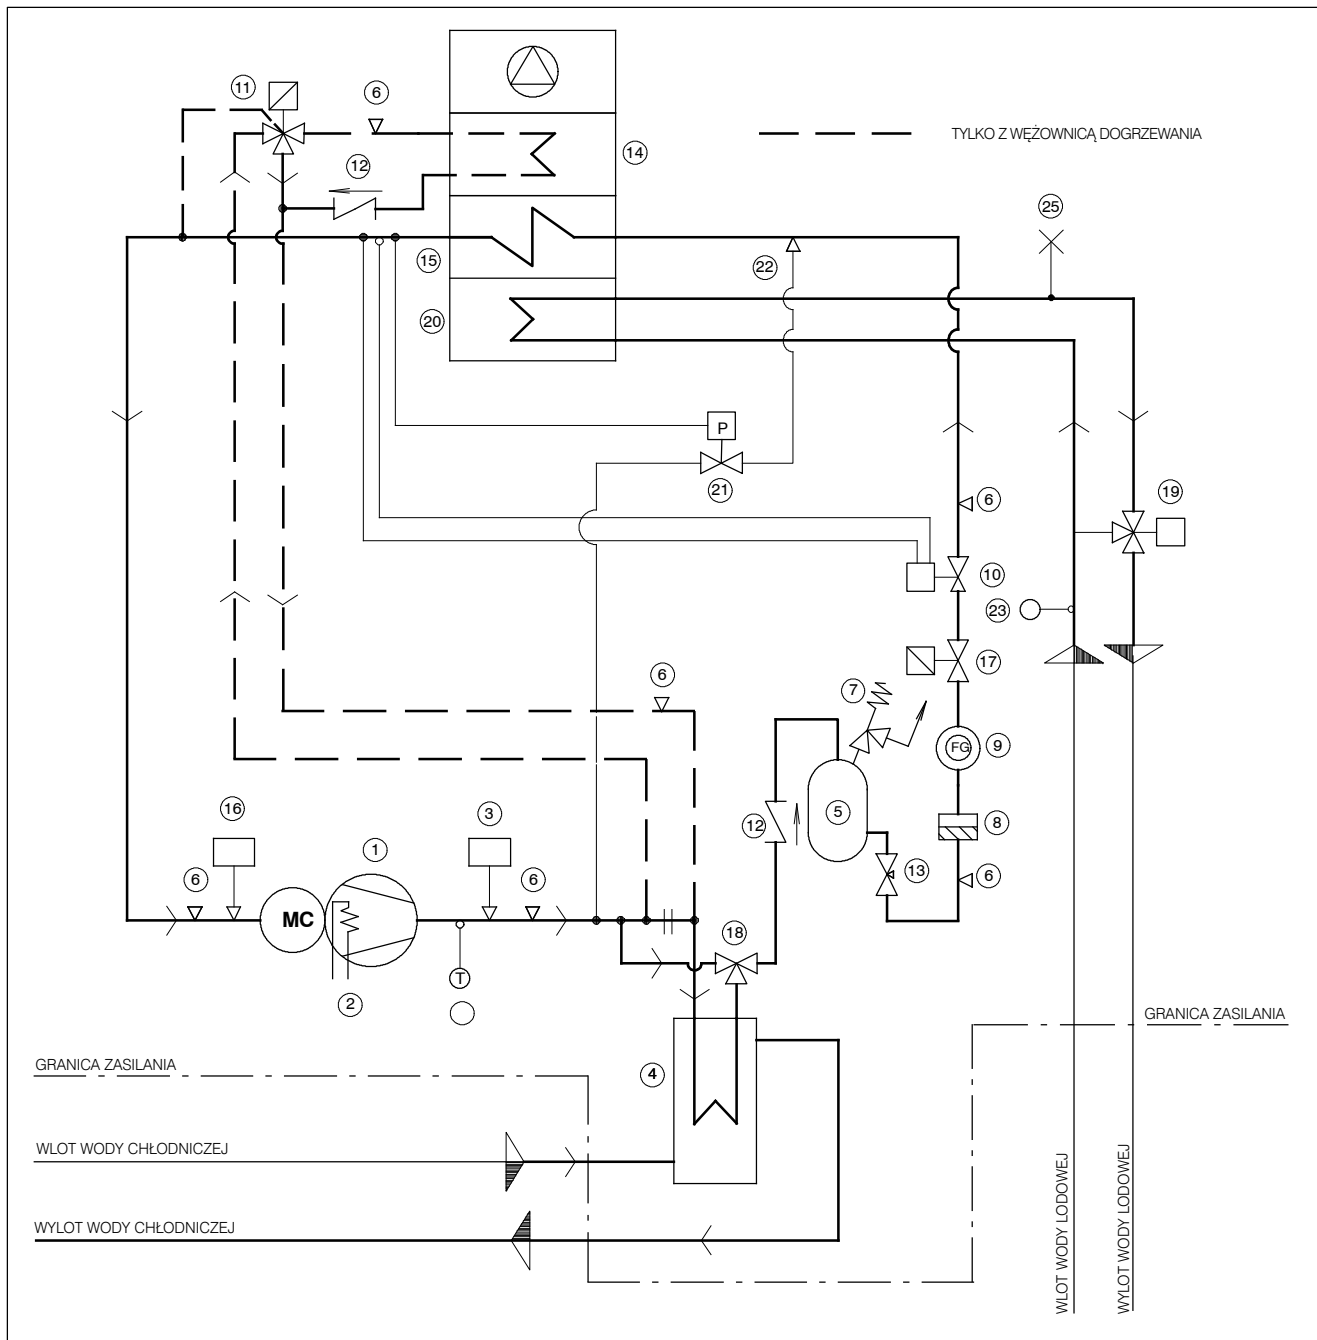 11
6
TYLKO Z WĘŻOWNICĄ DOGRZEWANIA
14
12
25
15
22
20
P
21
19
6
10
23
17
6
7
FG
9
16
3
5
12
8
1
6
6
13
6
MC
18
T
2
GRANICA ZASILANIA
GRANICA ZASILANIA
4
WLOT WODY CHŁODNICZEJ
WYLOT WODY CHŁODNICZEJ
WLOT WODY LODOWEJ
WYLOT WODY LODOWEJ